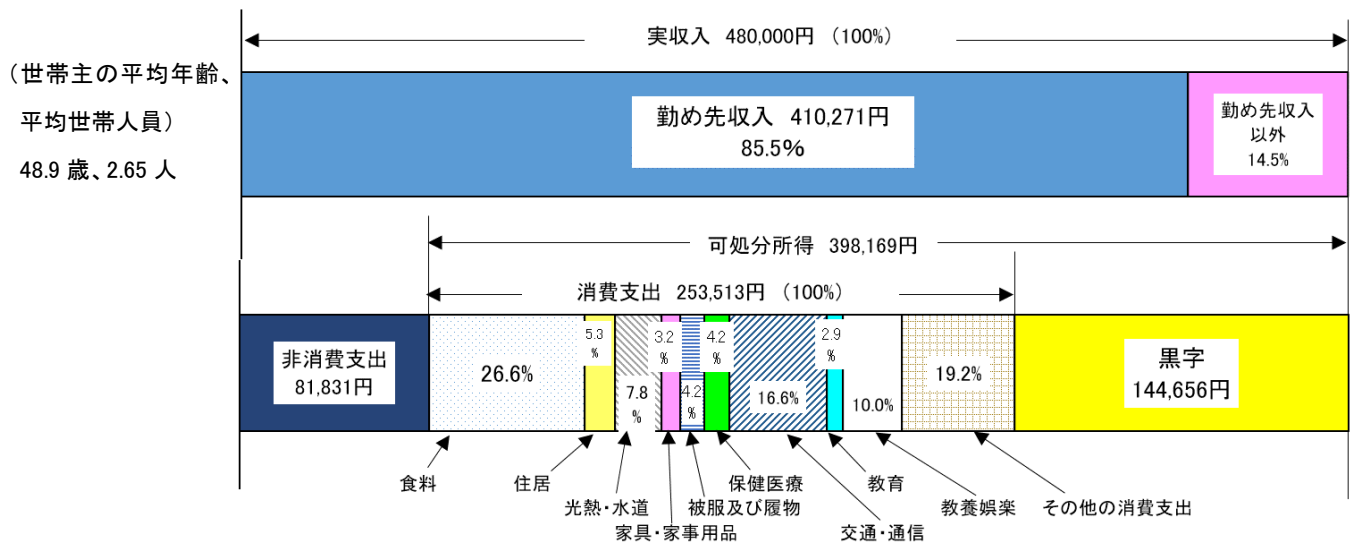 実収入 480,000円 （100%）
（世帯主の平均年齢、
平均世帯人員）
48.9 歳、2.65 人
勤め先収入 410,271円
85.5%
勤め先収入
以外
14.5%
可処分所得 398,169円
消費支出 253,513円 （100%）
非消費支出
81,831円
26.6%
5.3
%
7.8
%
3.2
%
4.2
%
4.2
%
16.6%
2.9
%
10.0%
19.2%
黒字
144,656円
食料
住居
光熱・水道
家具・家事用品
被服及び履物
保健医療
交通・通信
教育
教養娯楽
その他の消費支出